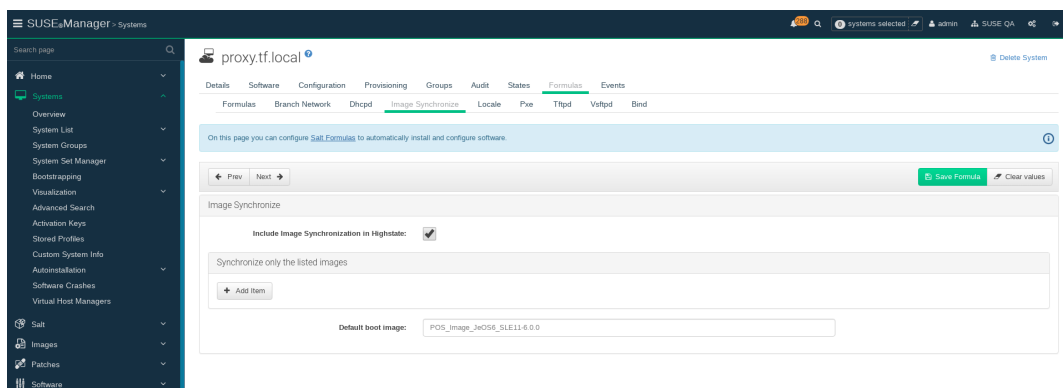 SUSE Manager > Systems
288
0 systems selected
admin
SUSE QA
Search page
Home
Systems
Overview
System List
System Groups
System Set Manager
Bootstrapping
Visualization
Advanced Search
Activation Keys
Stored Profiles
Custom System Info
Autoinstallation
Software Crashes
Virtual Host Managers
Salt
Images
Patches
Software
proxy.tf.local ?
Delete System
Details Software Configuration Provisioning Groups Audit States Formulas Events
Formulas Branch Network Dhcpd Image Synchronize Locale Pxe Tftpd Vsftpd Bind
On this page you can configure Salt Formulas to automatically install and configure software.
Prev Next
Save Formula Clear values
Image Synchronize
Include Image Synchronization in Highstate:
Synchronize only the listed images
+ Add Item
Default boot image: POS_Image_JeOS6_SLE11-6.0.0